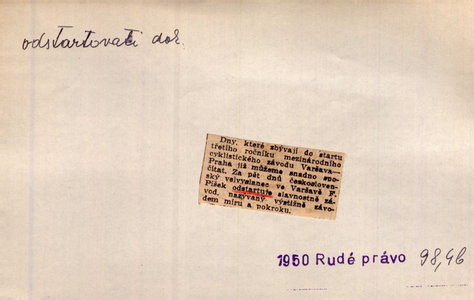 odstartovati dok.
Dny, které zbývají do startu
třetího ročníku mezinárodního
cyklistického závodu Varšava—
Praha již můžeme snadno spo-
čítat. Za pět dnů českosloven-
ský velvyslanec ve Varšavě F.
Píšek odstartuje slavnostně zá-
vod, nazývaný výstižně závo-
dem míru a pokroku.
1950 Rudé právo 98,4b